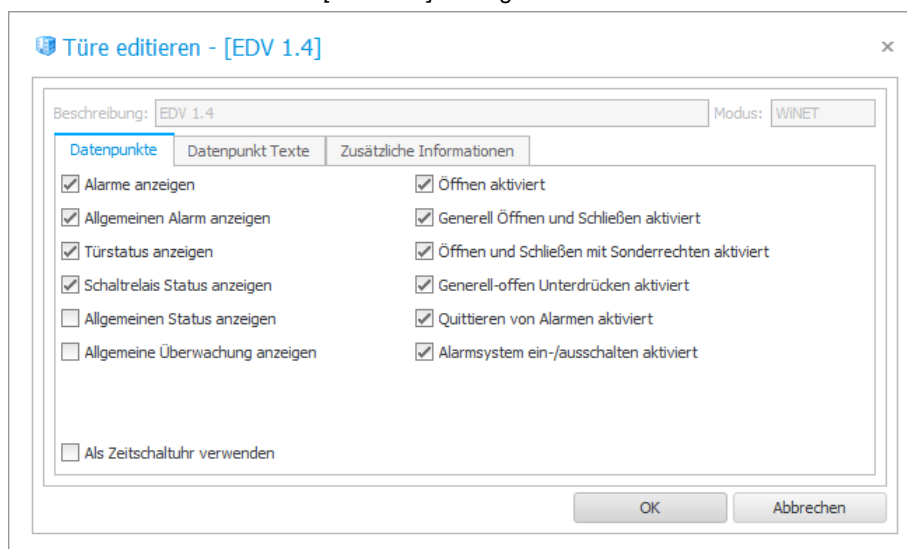 Türe editieren - [EDV 1.4]
Beschreibung: EDV 1.4 Modus: WiNET
Datenpunkte Datenpunkt Texte Zusätzliche Informationen
Alarme anzeigen Öffnen aktiviert
Allgemeinen Alarm anzeigen Generell Öffnen und Schließen aktiviert
Türstatus anzeigen Öffnen und Schließen mit Sonderrechten aktiviert
Schaltrelais Status anzeigen Generell-offen Unterdrücken aktiviert
Allgemeinen Status anzeigen Quittieren von Alarmen aktiviert
Allgemeine Überwachung anzeigen Alarmsystem ein-/ausschalten aktiviert
Als Zeitschaltuhr verwenden
OK Abbrechen